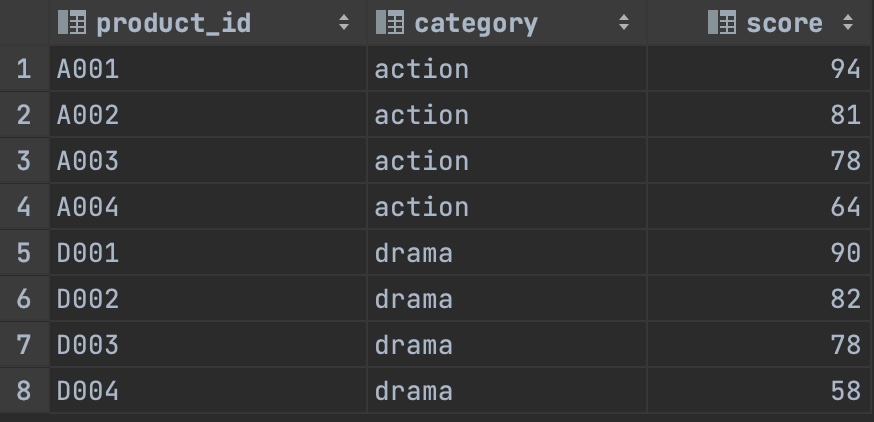 product_id category score
1 A001 action 94
2 A002 action 81
3 A003 action 78
4 A004 action 64
5 D001 drama 90
6 D002 drama 82
7 D003 drama 78
8 D004 drama 58